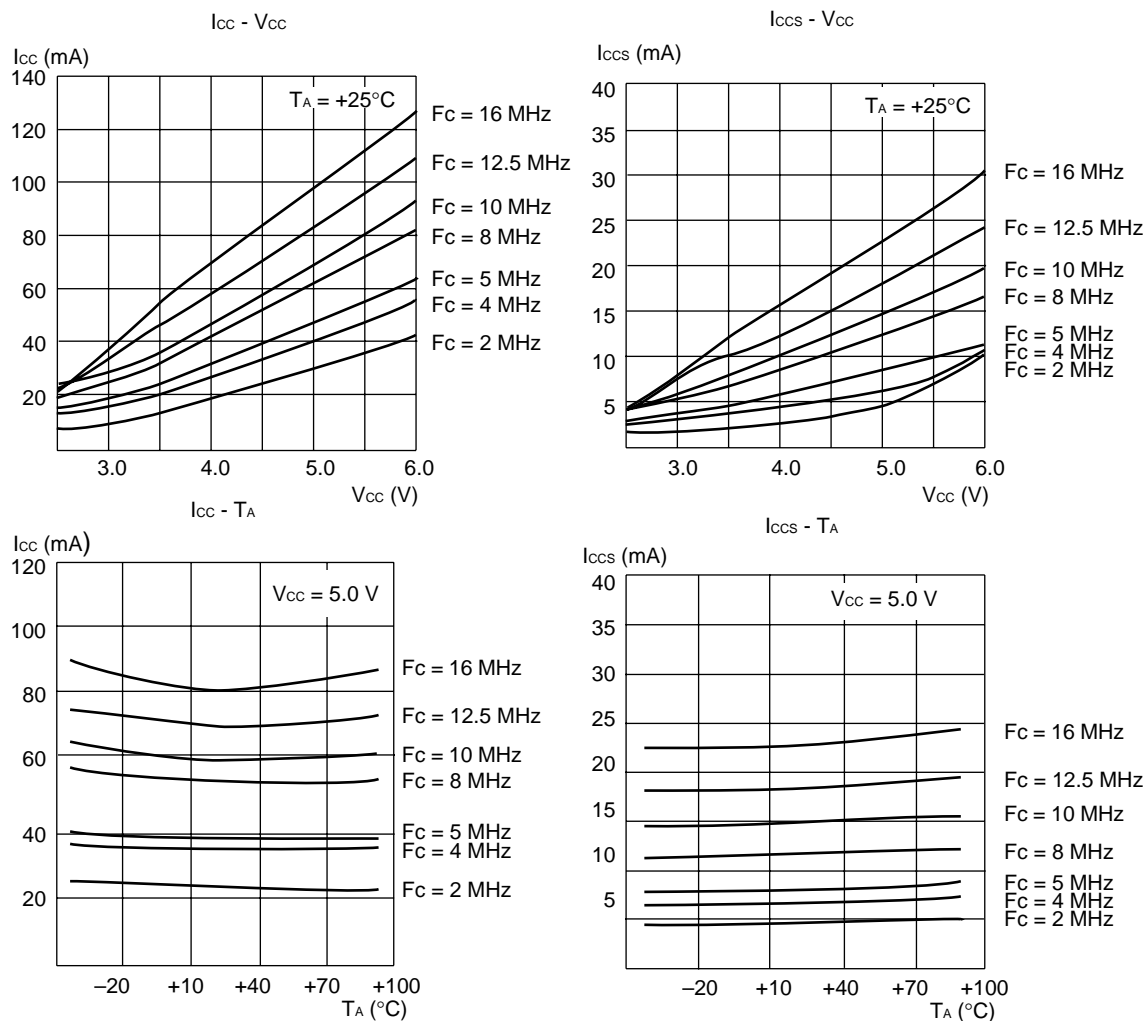 Icc - Vcc
Icc (mA)
140
120
100
80
60
40
20
TA = +25°C
Fc = 16 MHz
Fc = 12.5 MHz
Fc = 10 MHz
Fc = 8 MHz
Fc = 5 MHz
Fc = 4 MHz
Fc = 2 MHz
3.0 4.0 5.0 6.0
Vcc (V)
Iccs - Vcc
Iccs (mA)
40
35
30
25
20
15
10
5
TA = +25°C
Fc = 16 MHz
Fc = 12.5 MHz
Fc = 10 MHz
Fc = 8 MHz
Fc = 5 MHz
Fc = 4 MHz
Fc = 2 MHz
3.0 4.0 5.0 6.0
Vcc (V)
Icc - TA
Icc (mA)
120
100
80
60
40
20
Vcc = 5.0 V
Fc = 16 MHz
Fc = 12.5 MHz
Fc = 10 MHz
Fc = 8 MHz
Fc = 5 MHz
Fc = 4 MHz
Fc = 2 MHz
–20 +10 +40 +70 +100
TA (°C)
Iccs - TA
Iccs (mA)
40
35
30
25
20
15
10
5
Vcc = 5.0 V
Fc = 16 MHz
Fc = 12.5 MHz
Fc = 10 MHz
Fc = 8 MHz
Fc = 5 MHz
Fc = 4 MHz
Fc = 2 MHz
–20 +10 +40 +70 +100
TA (°C)